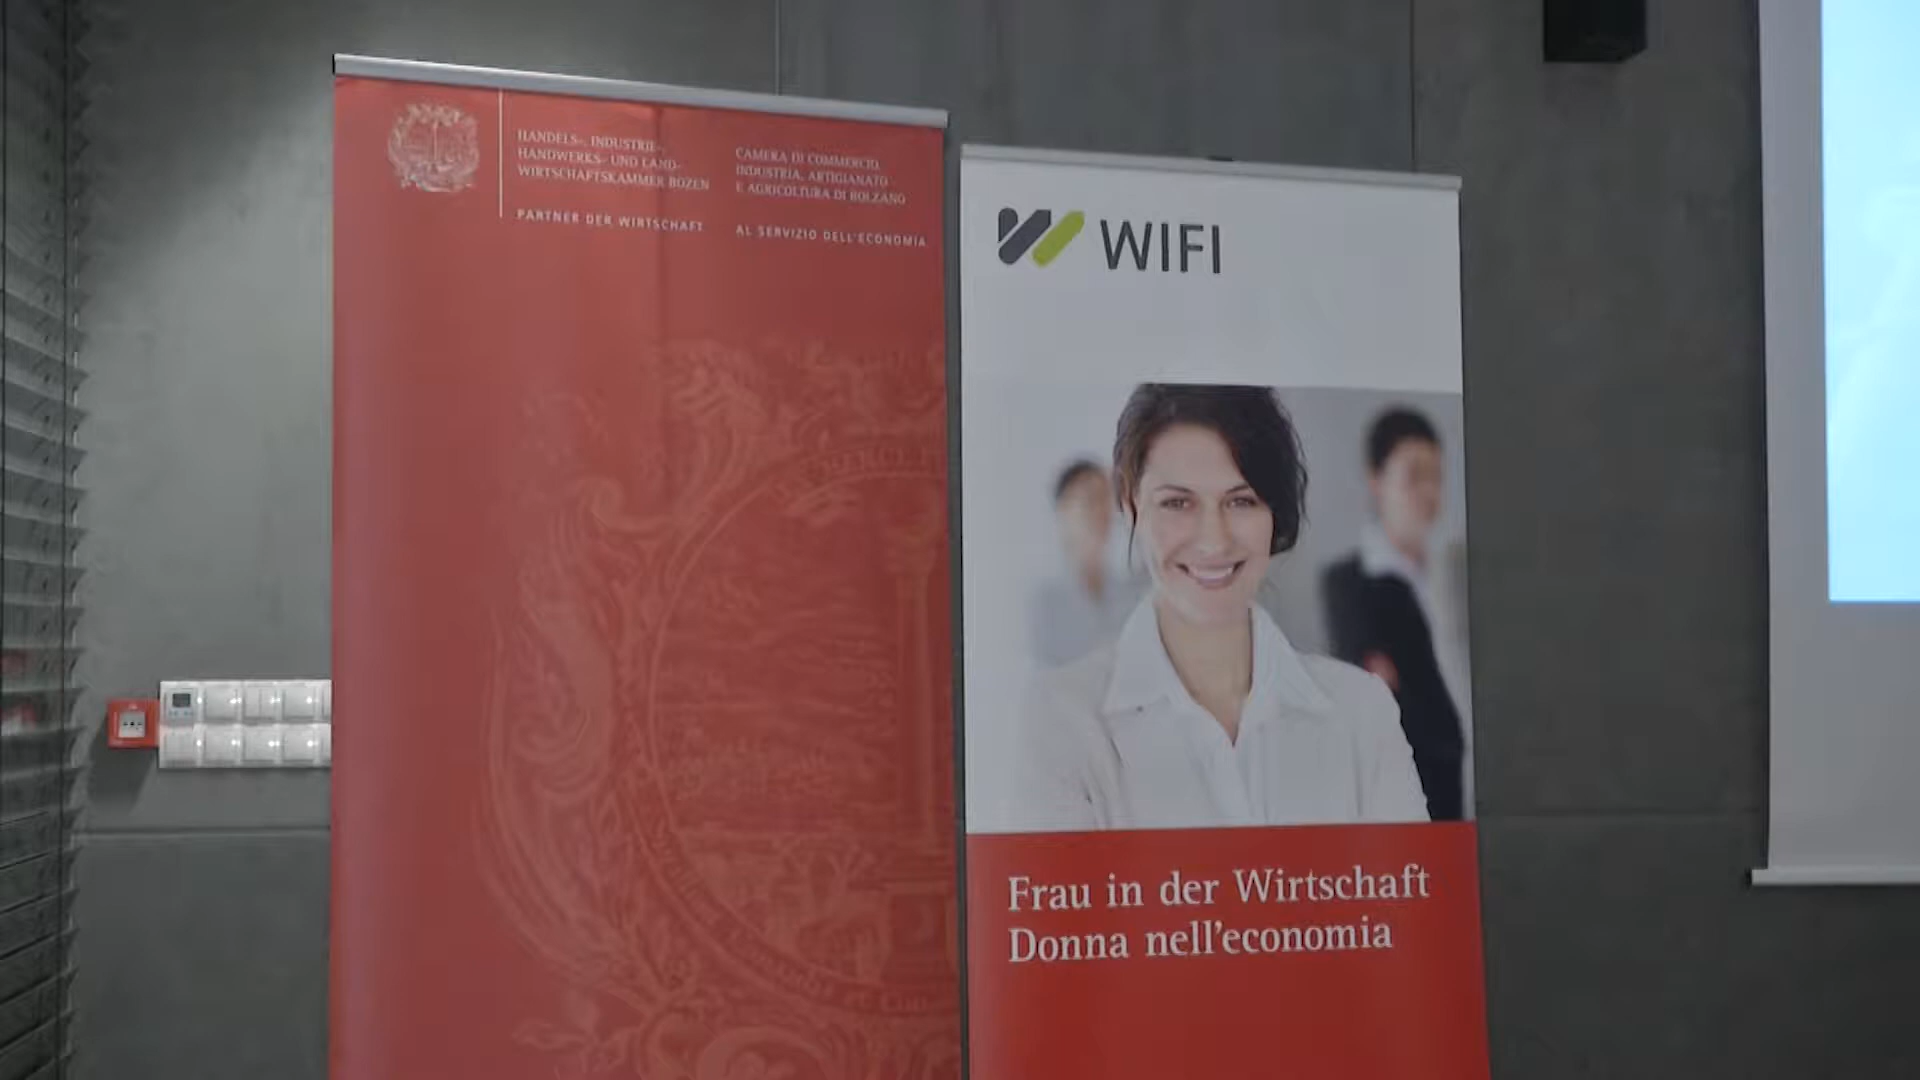 HANDELS-, INDUSTRIE-,
HANDWERKS- UND LAND-
WIRTSCHAFTSKAMMER BOZEN
PARTNER DER WIRTSCHAFT
CAMERA DI COMMERCIO,
INDUSTRIA, ARTIGIANATO
E AGRICOLTURA DI BOLZANO
AL SERVIZIO DELL'ECONOMIA
WIFI
Frau in der Wirtschaft
Donna nell'economia